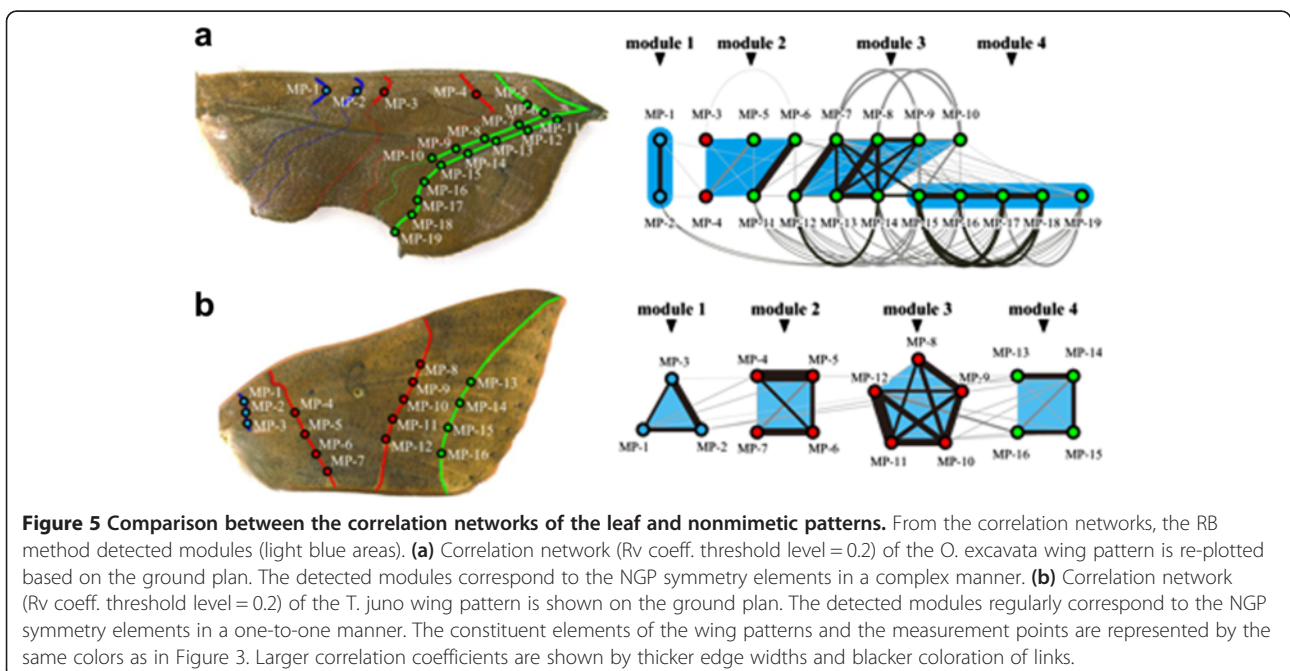 a
module 1
module 2
module 3
module 4
MP-1
MP-2
MP-3
MP-4
MP-5
MP-6
MP-7
MP-8
MP-9
MP-10
MP-11
MP-12
MP-13
MP-14
MP-15
MP-16
MP-17
MP-18
MP-19
MP-1
MP-3
MP-5
MP-6
MP-7
MP-8
MP-9
MP-10
MP-2
MP-4
MP-11
MP-12
MP-13
MP-14
MP-15
MP-16
MP-17
MP-18
MP-19
b
module 1
module 2
module 3
module 4
MP-1
MP-2
MP-3
MP-4
MP-5
MP-6
MP-7
MP-8
MP-9
MP-10
MP-11
MP-12
MP-13
MP-14
MP-15
MP-16
MP-3
MP-1
MP-2
MP-4
MP-5
MP-7
MP-6
MP-8
MP-12
MP-9
MP-11
MP-10
MP-13
MP-14
MP-16
MP-15
Figure 5 Comparison between the correlation networks of the leaf and nonmimetic patterns. From the correlation networks, the RB
method detected modules (light blue areas). (a) Correlation network (Rv coeff. threshold level = 0.2) of the O. excavata wing pattern is re-plotted
based on the ground plan. The detected modules correspond to the NGP symmetry elements in a complex manner. (b) Correlation network
(Rv coeff. threshold level = 0.2) of the T. juno wing pattern is shown on the ground plan. The detected modules regularly correspond to the NGP
symmetry elements in a one-to-one manner. The constituent elements of the wing patterns and the measurement points are represented by the
same colors as in Figure 3. Larger correlation coefficients are shown by thicker edge widths and blacker coloration of links.